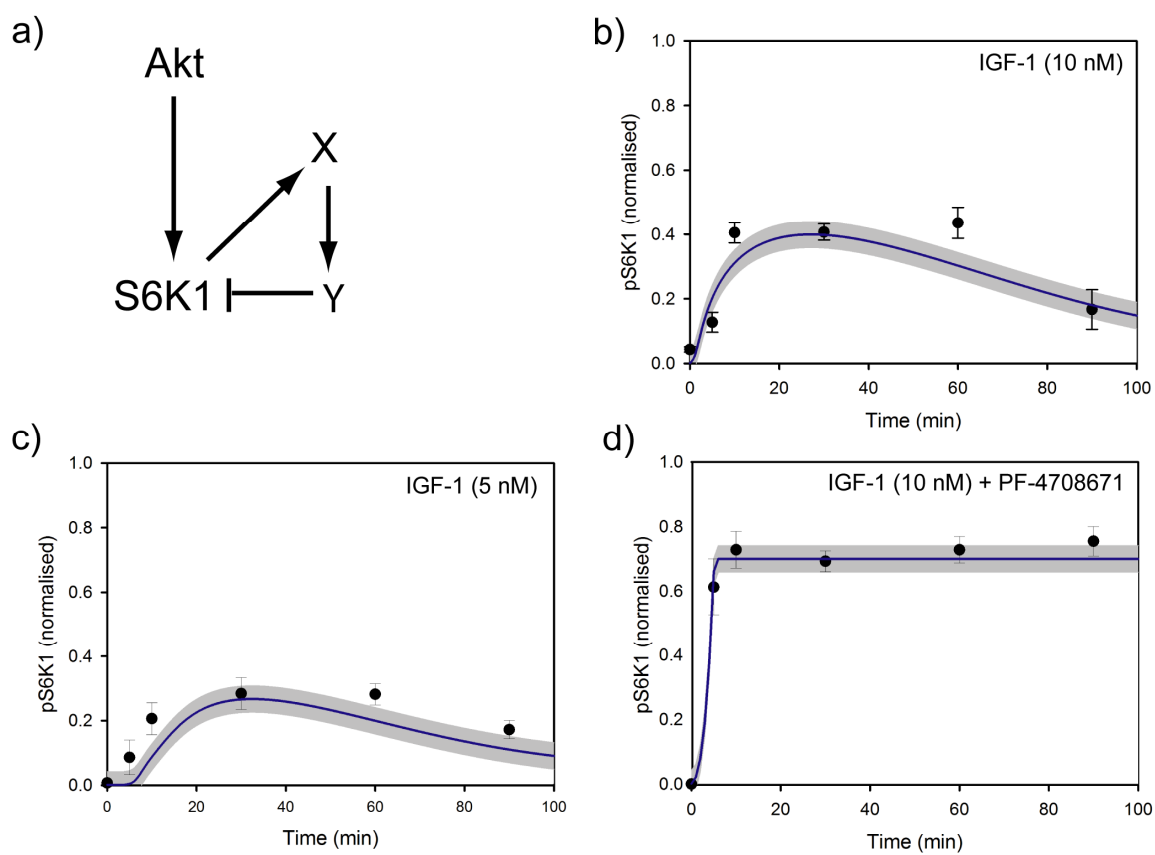 a)
Akt
X
S6K1
Y
b)
IGF-1 (10 nM)
pS6K1 (normalised)
1.0
0.8
0.6
0.4
0.2
0.0
0 20 40 60 80 100
Time (min)
c)
IGF-1 (5 nM)
pS6K1 (normalised)
1.0
0.8
0.6
0.4
0.2
0.0
0 20 40 60 80 100
Time (min)
d)
IGF-1 (10 nM) + PF-4708671
pS6K1 (normalised)
1.0
0.8
0.6
0.4
0.2
0.0
0 20 40 60 80 100
Time (min)